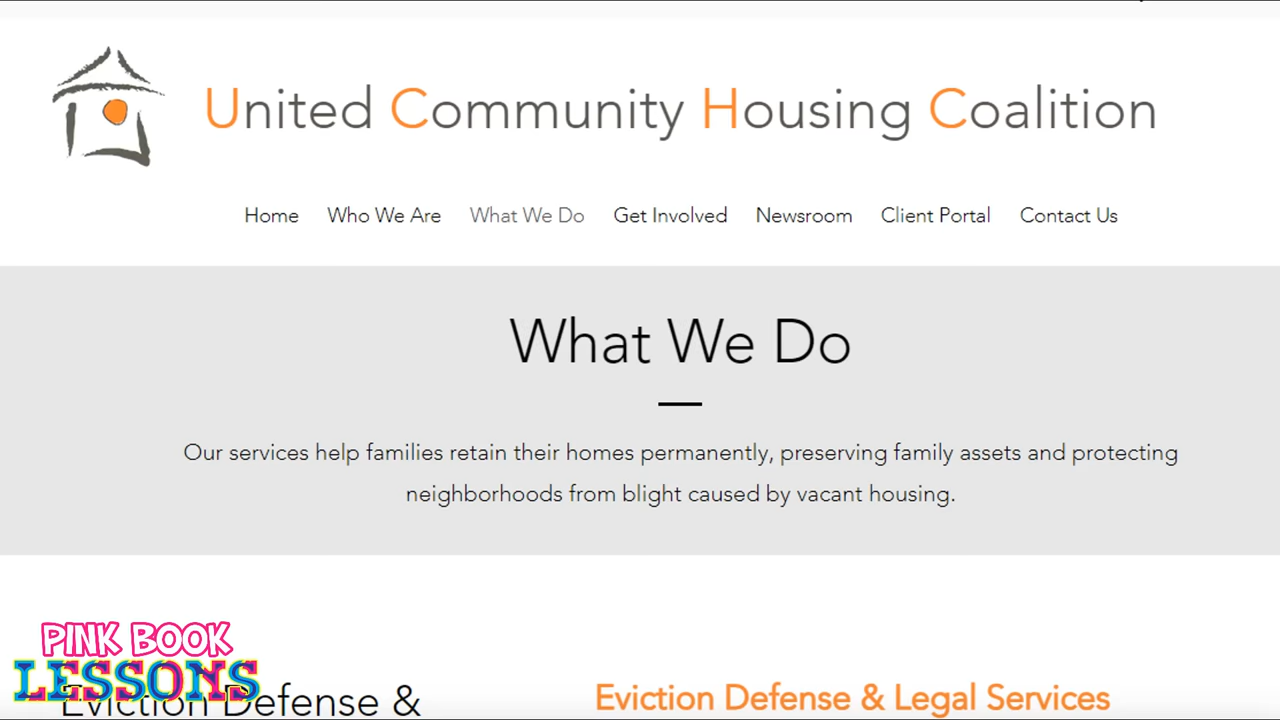 United Community Housing Coalition
Home Who We Are What We Do Get Involved Newsroom Client Portal Contact Us
What We Do
Our services help families retain their homes permanently, preserving family assets and protecting
neighborhoods from blight caused by vacant housing.
PINK BOOK
LESSONS
Eviction Defense &
Eviction Defense & Legal Services